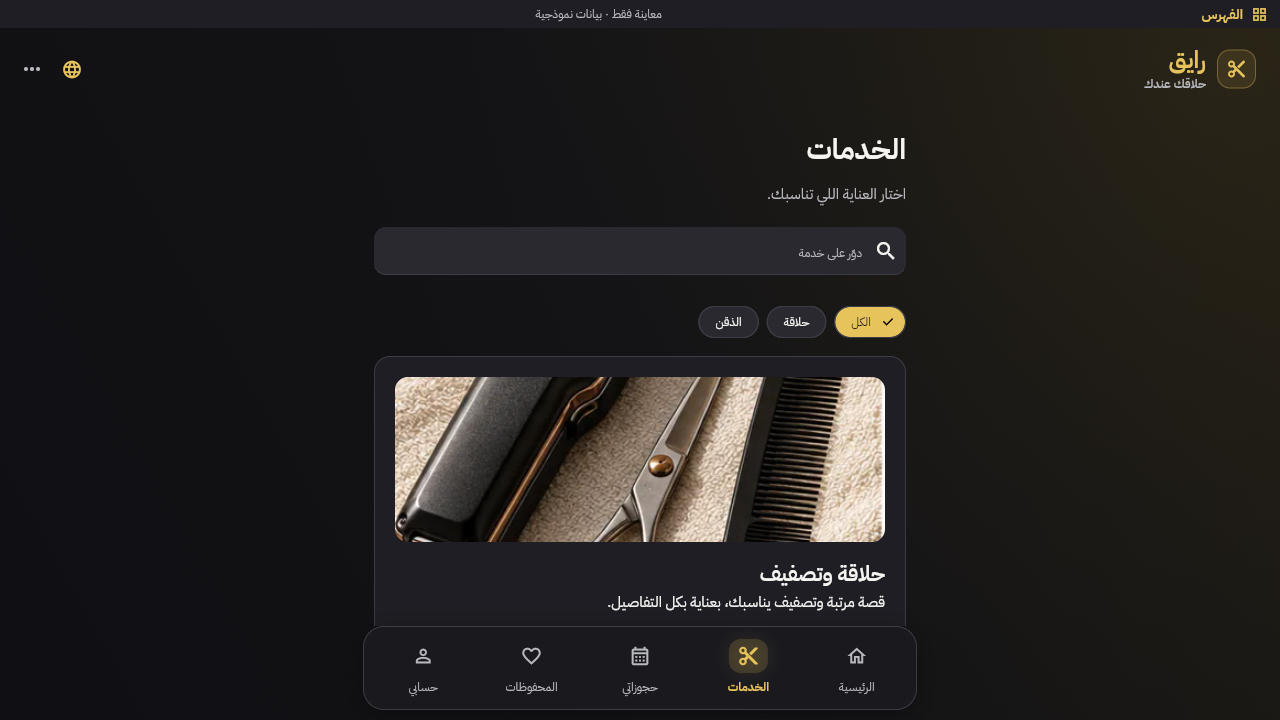 الفهرس
معاينة فقط · بيانات نموذجية
رايق
حلاقك عندك
الخدمات
اختار العناية اللي تناسبك.
دوّر على خدمة
الكل
حلاقة
الذقن
حلاقة وتصفيف
قصة مرتبة وتصفيف يناسبك، بعناية بكل التفاصيل.
الرئيسية
الخدمات
حجوزاتي
المحفوظات
حسابي